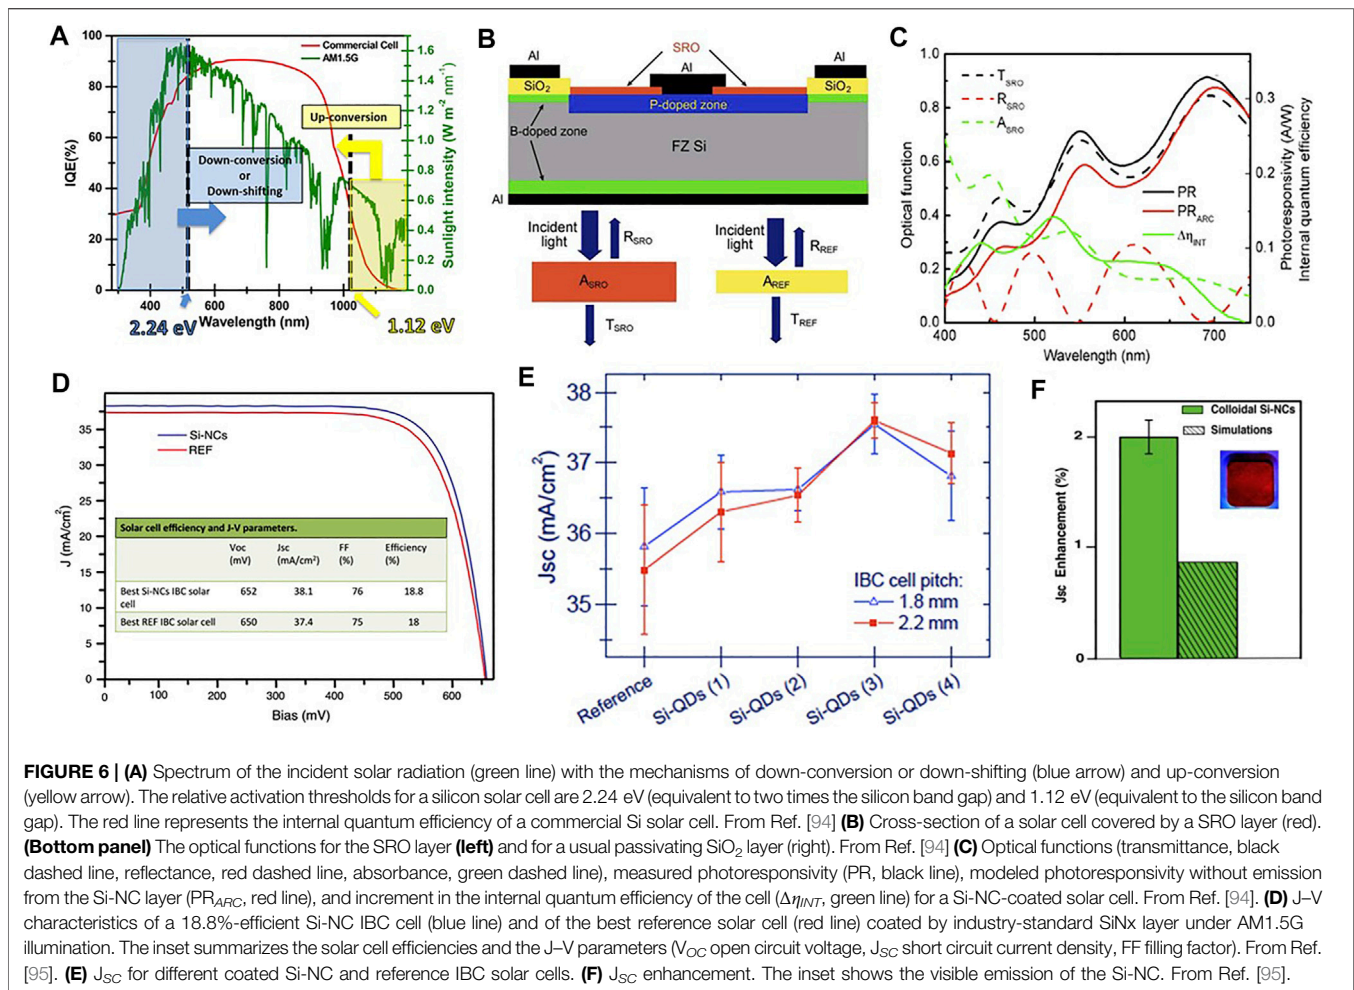 A
100
80
60
40
20
0
IQE(%)
Commercial Cell
AM1.5G
Up-conversion
Down-conversion
or
Down-shifting
1.6
1.4
1.2
1.0
0.8
0.6
0.4
0.2
0.0
Sunlight intensity (W m⁻² nm⁻¹)
400 600 800 1000
Wavelength (nm)
2.24 eV
1.12 eV
B
SRO
Al Al Al
SiO₂ SiO₂
P-doped zone
B-doped zone
FZ Si
Al
Incident light
R_SRO
A_SRO
T_SRO
Incident light
R_REF
A_REF
T_REF
C
1.0
0.8
0.6
0.4
0.2
0.0
Optical function
T_SRO
R_SRO
A_SRO
PR
PR_ARC
Δη_INT
0.3
0.2
0.1
0.0
Photoresponsivity (A/W)
Internal quantum efficiency
400 500 600 700
Wavelength (nm)
D
35
30
25
20
15
10
5
0
J (mA/cm²)
Si-NCs
REF
Solar cell efficiency and J-V parameters.
Voc (mV) Jsc (mA/cm²) FF (%) Efficiency (%)
Best Si-NCs IBC solar cell 652 38.1 76 18.8
Best REF IBC solar cell 650 37.4 75 18
0 100 200 300 400 500 600
Bias (mV)
E
38
37
36
35
Jsc (mA/cm²)
IBC cell pitch:
1.8 mm
2.2 mm
Reference Si-QDs (1) Si-QDs (2) Si-QDs (3) Si-QDs (4)
F
2
1
0
Jsc Enhancement (%)
Colloidal Si-NCs
Simulations
FIGURE 6 | (A) Spectrum of the incident solar radiation (green line) with the mechanisms of down-conversion or down-shifting (blue arrow) and up-conversion
(yellow arrow). The relative activation thresholds for a silicon solar cell are 2.24 eV (equivalent to two times the silicon band gap) and 1.12 eV (equivalent to the silicon band
gap). The red line represents the internal quantum efficiency of a commercial Si solar cell. From Ref. [94] (B) Cross-section of a solar cell covered by a SRO layer (red).
(Bottom panel) The optical functions for the SRO layer (left) and for a usual passivating SiO₂ layer (right). From Ref. [94] (C) Optical functions (transmittance, black
dashed line, reflectance, red dashed line, absorbance, green dashed line), measured photoresponsivity (PR, black line), modeled photoresponsivity without emission
from the Si-NC layer (PR_ARC, red line), and increment in the internal quantum efficiency of the cell (Δη_INT, green line) for a Si-NC-coated solar cell. From Ref. [94]. (D) J–V
characteristics of a 18.8%-efficient Si-NC IBC cell (blue line) and of the best reference solar cell (red line) coated by industry-standard SiNx layer under AM1.5G
illumination. The inset summarizes the solar cell efficiencies and the J–V parameters (V_OC open circuit voltage, J_SC short circuit current density, FF filling factor). From Ref.
[95]. (E) J_SC for different coated Si-NC and reference IBC solar cells. (F) J_SC enhancement. The inset shows the visible emission of the Si-NC. From Ref. [95].